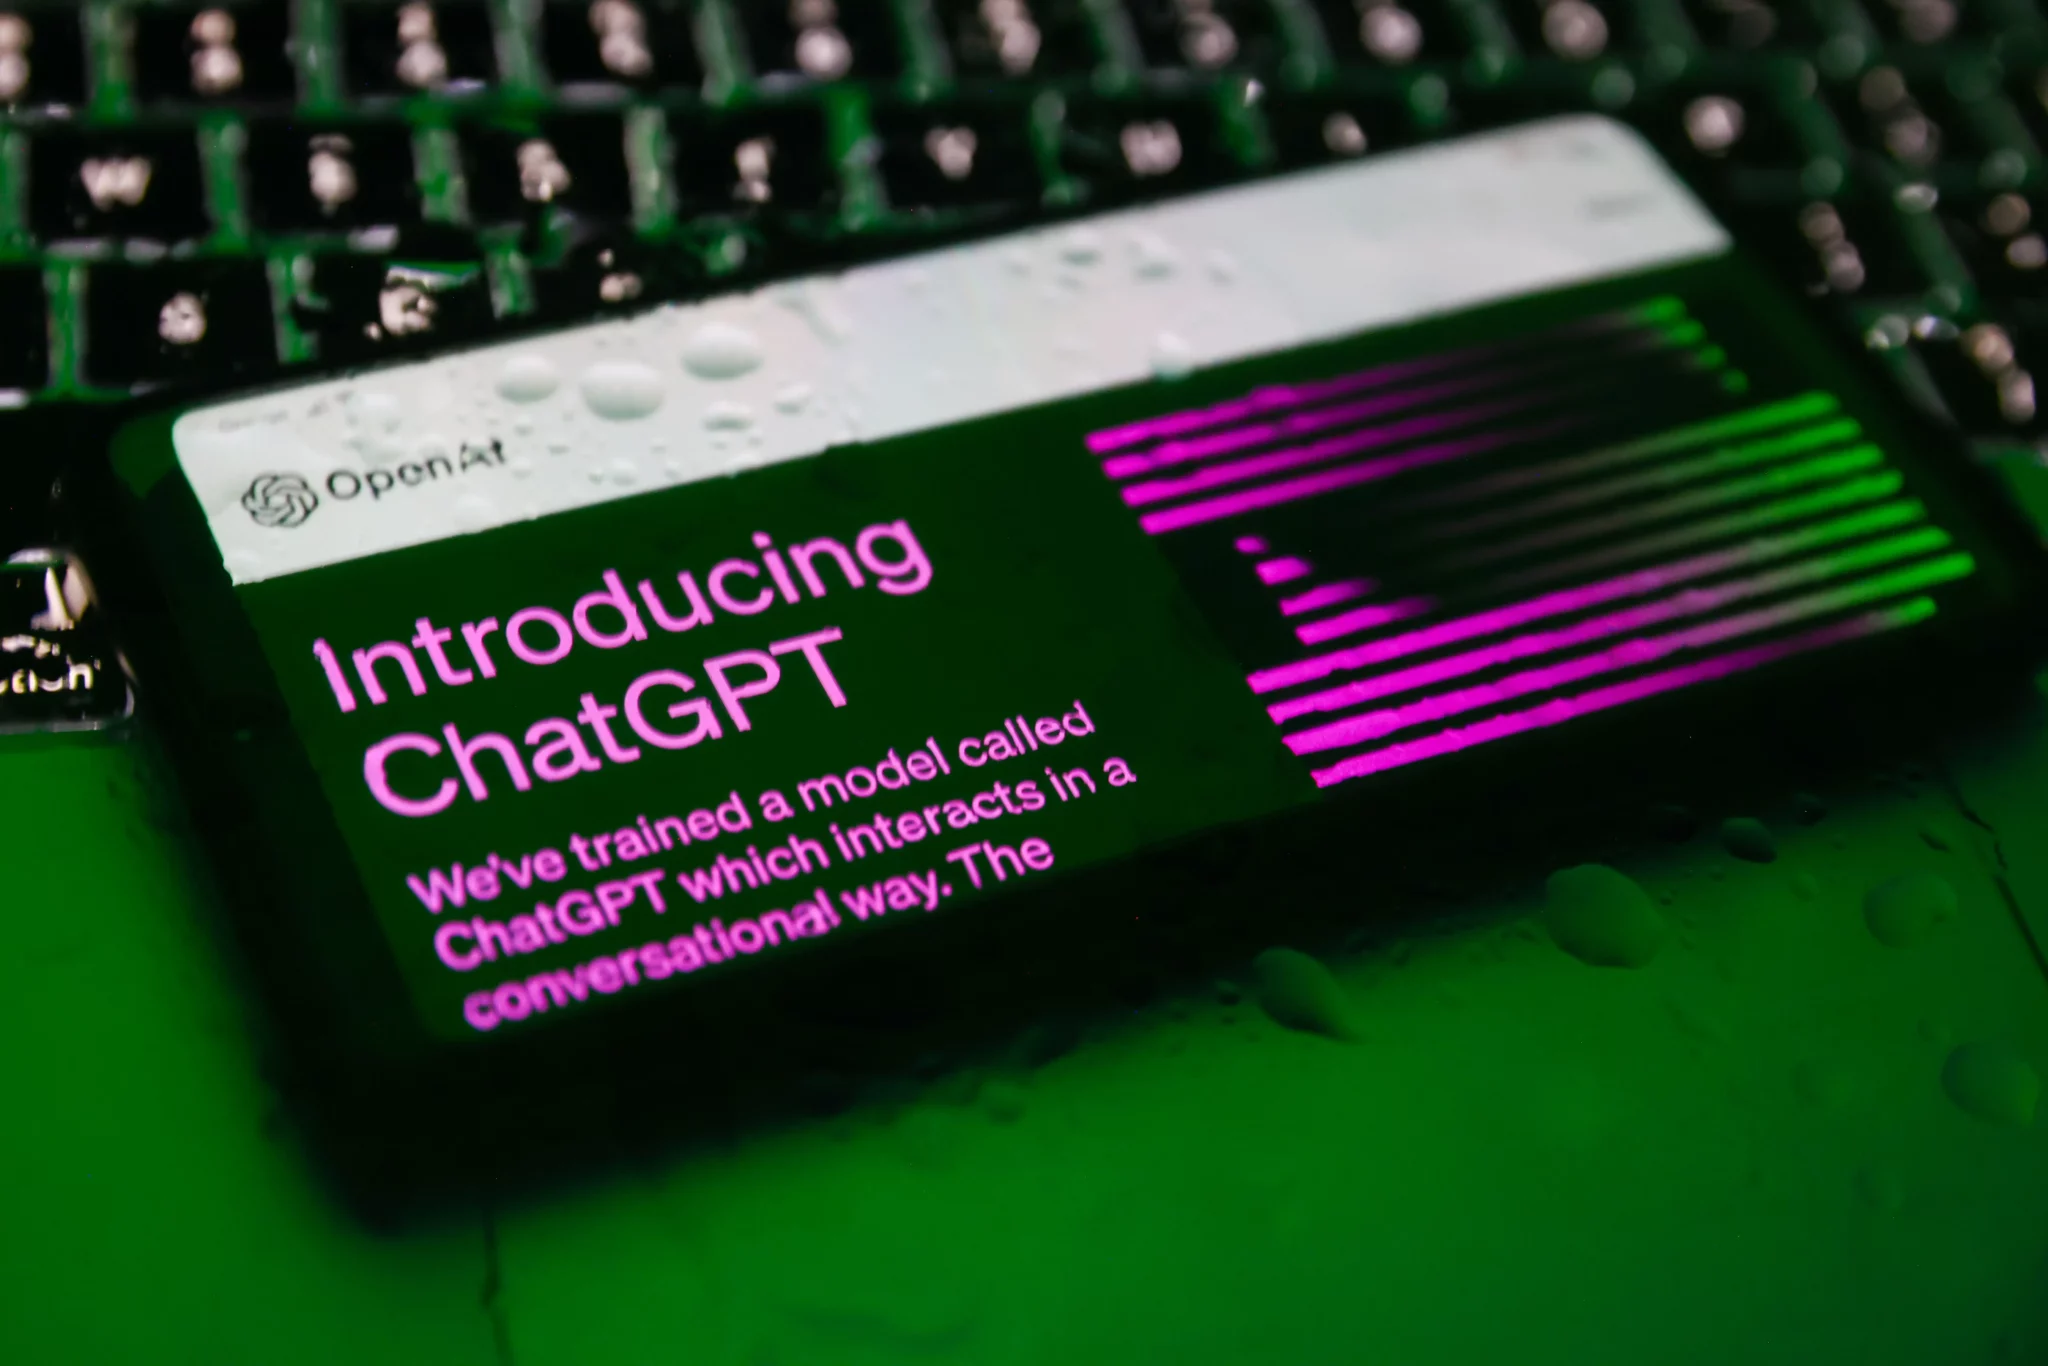 OpenAI
Introducing
ChatGPT
We've trained a model called
ChatGPT which interacts in a
conversational way. The